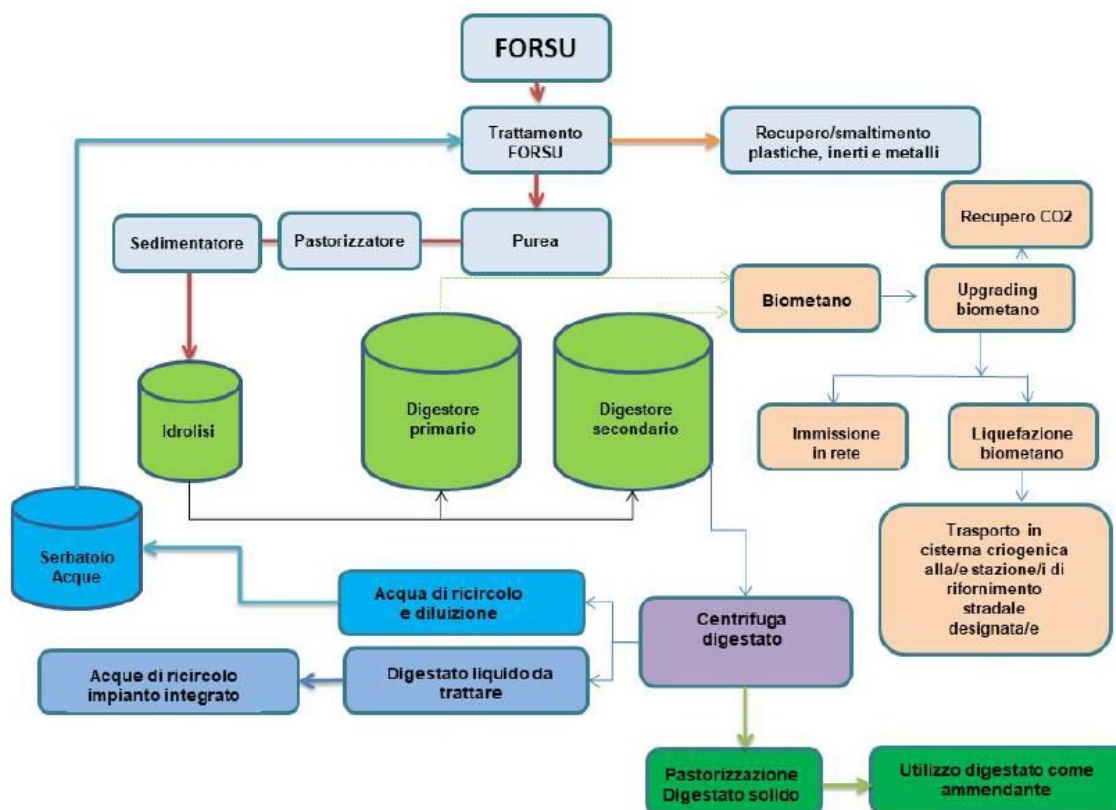 FORSU
Trattamento
FORSU
Recupero/smaltimento
plastiche, inerti e metalli
Recupero CO2
Sedimentatore
Pastorizzatore
Purea
Biometano
Upgrading
biometano
Idrolisi
Digestore
primario
Digestore
secondario
Immissione
in rete
Liquefazione
biometano
Serbatoio
Acque
Trasporto in
cisterna criogenica
alla/e stazione/i di
rifornimento
stradale
designata/e
Acqua di ricircolo
e diluizione
Centrifuga
digestato
Acque di ricircolo
impianto integrato
Digestato liquido da
trattare
Pastorizzazione
Digestato solido
Utilizzo digestato come
ammendante